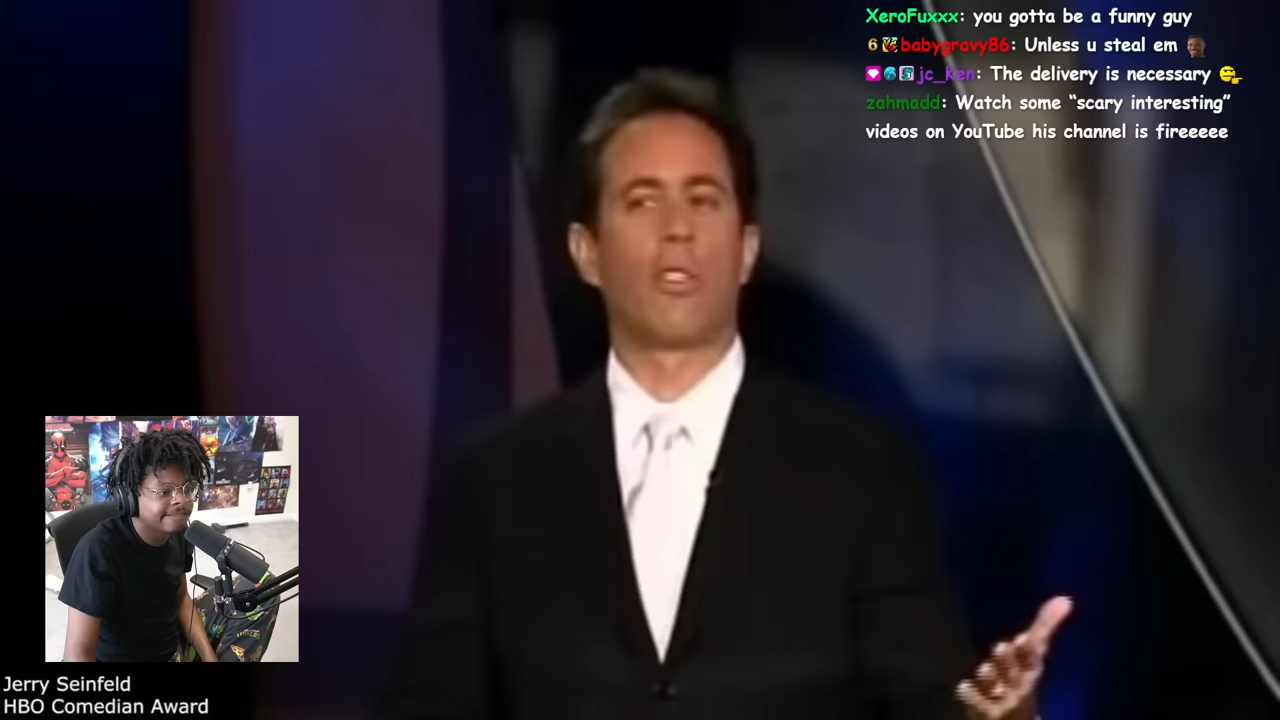 XeroFuxxx: you gotta be a funny guy
6 babygravy86: Unless u steal em
jc_Ken: The delivery is necessary
zahmadd: Watch some “scary interesting”
videos on YouTube his channel is fireeeee
Jerry Seinfeld
HBO Comedian Award